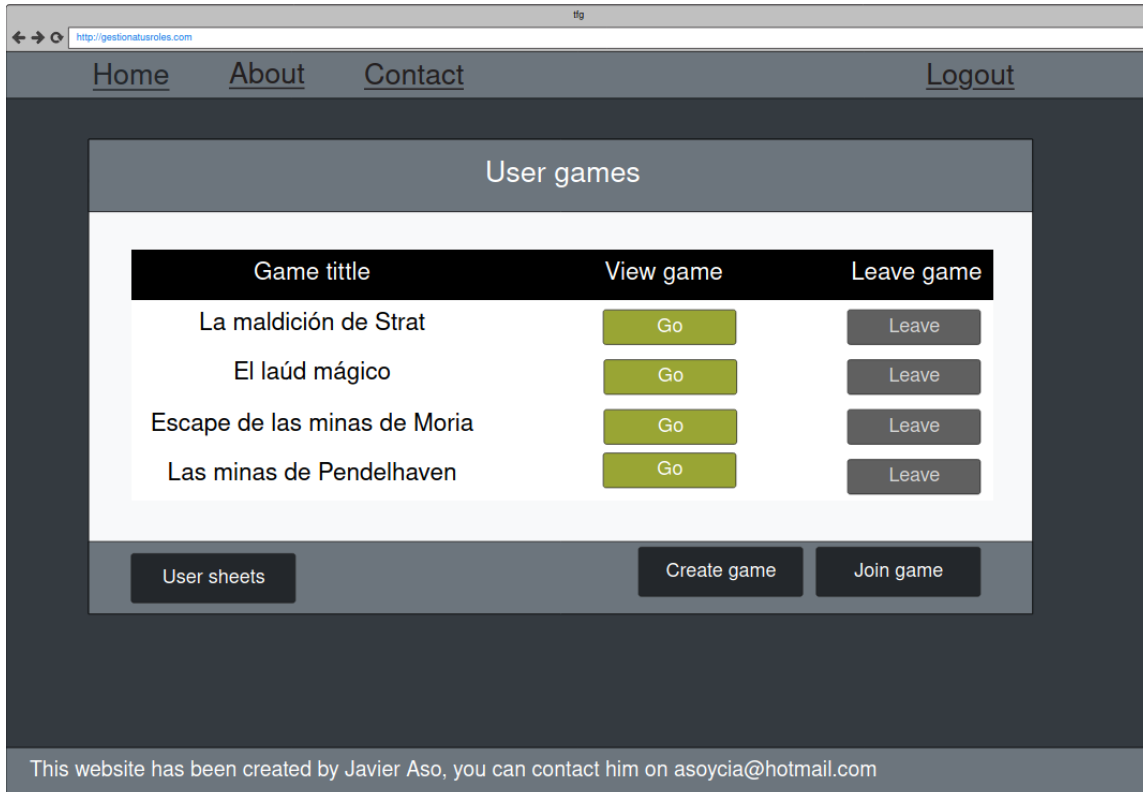 tfg
http://gestionatusroles.com
Home About Contact Logout
User games
Game tittle View game Leave game
La maldición de Strat Go Leave
El laúd mágico Go Leave
Escape de las minas de Moria Go Leave
Las minas de Pendelhaven Go Leave
User sheets Create game Join game
This website has been created by Javier Aso, you can contact him on asoycia@hotmail.com